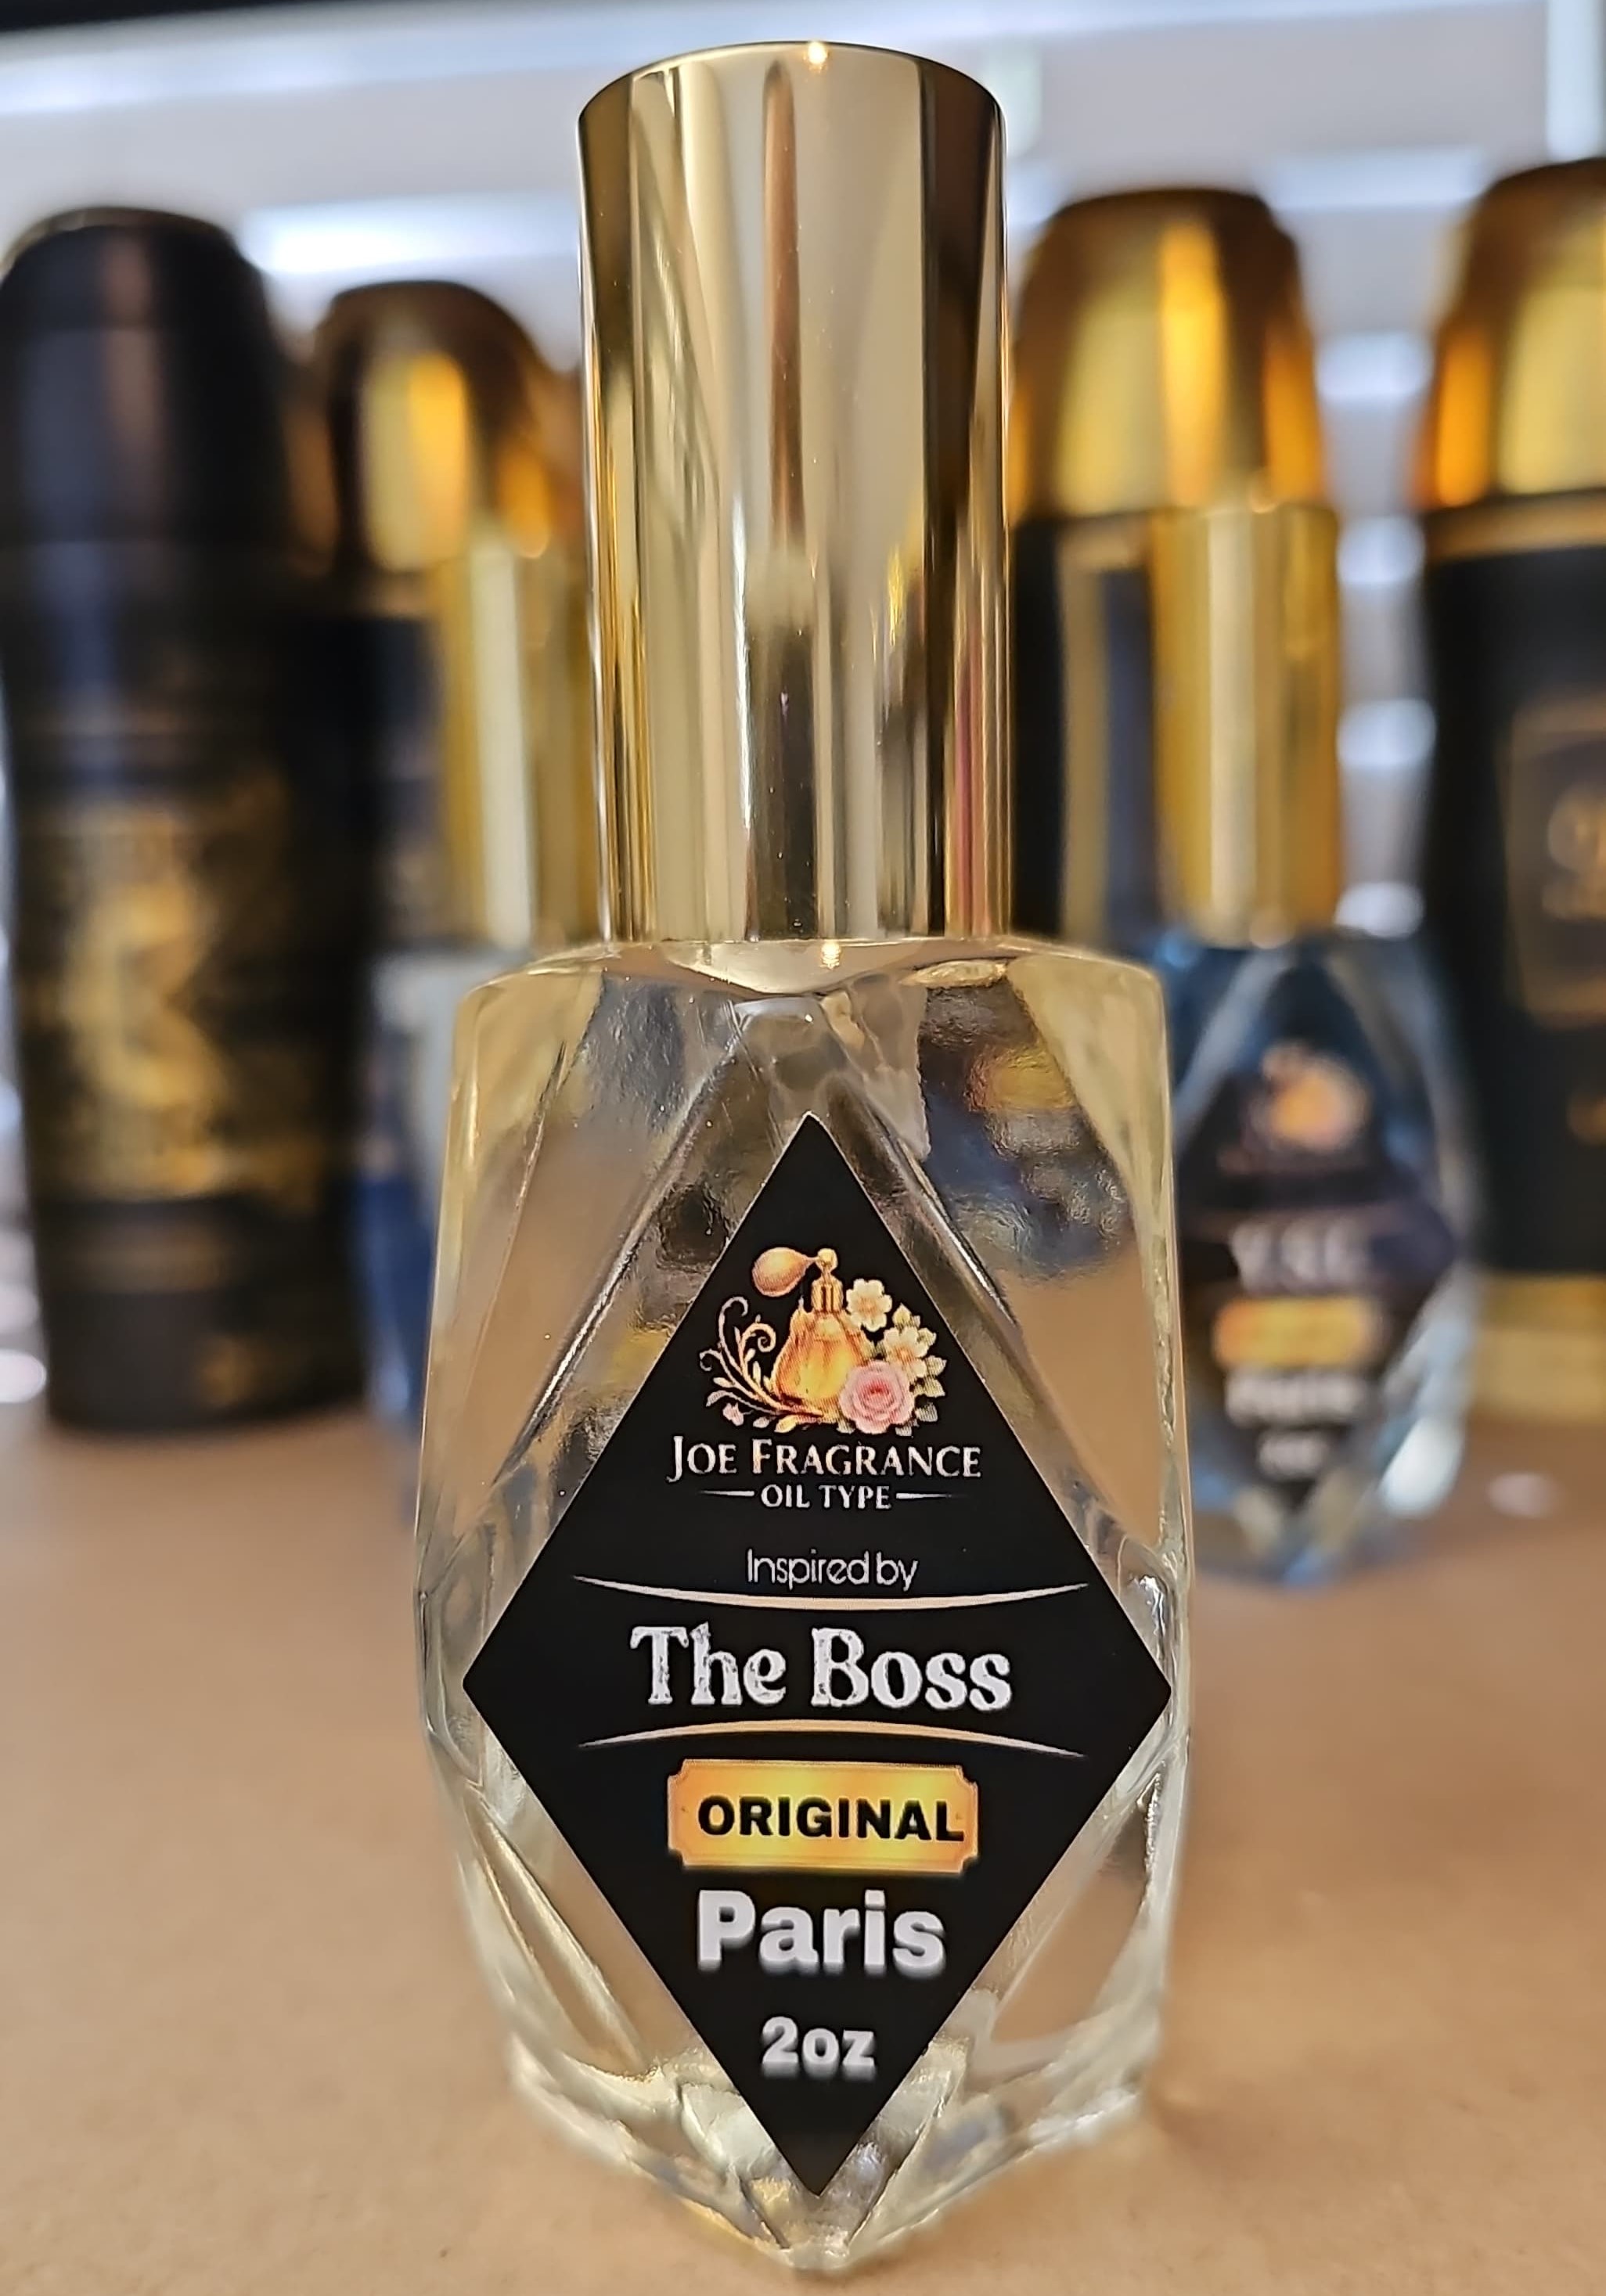 JOE FRAGRANCE
OIL TYPE
Inspired by
The Boss
ORIGINAL
Paris
2oz